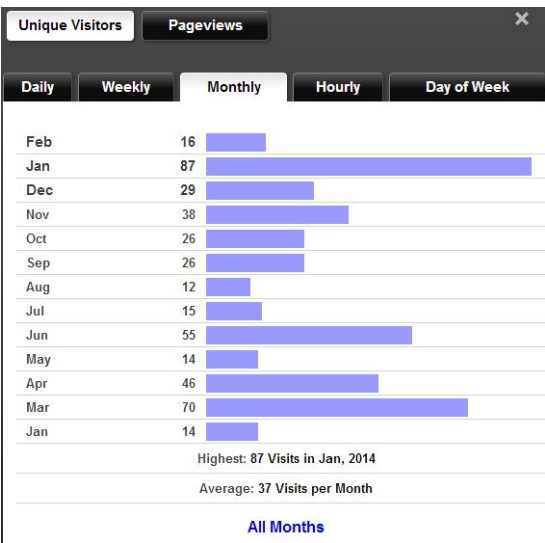 Unique Visitors Pageviews ×
Daily Weekly Monthly Hourly Day of Week
Feb 16
Jan 87
Dec 29
Nov 38
Oct 26
Sep 26
Aug 12
Jul 15
Jun 55
May 14
Apr 46
Mar 70
Jan 14
Highest: 87 Visits in Jan, 2014
Average: 37 Visits per Month
All Months